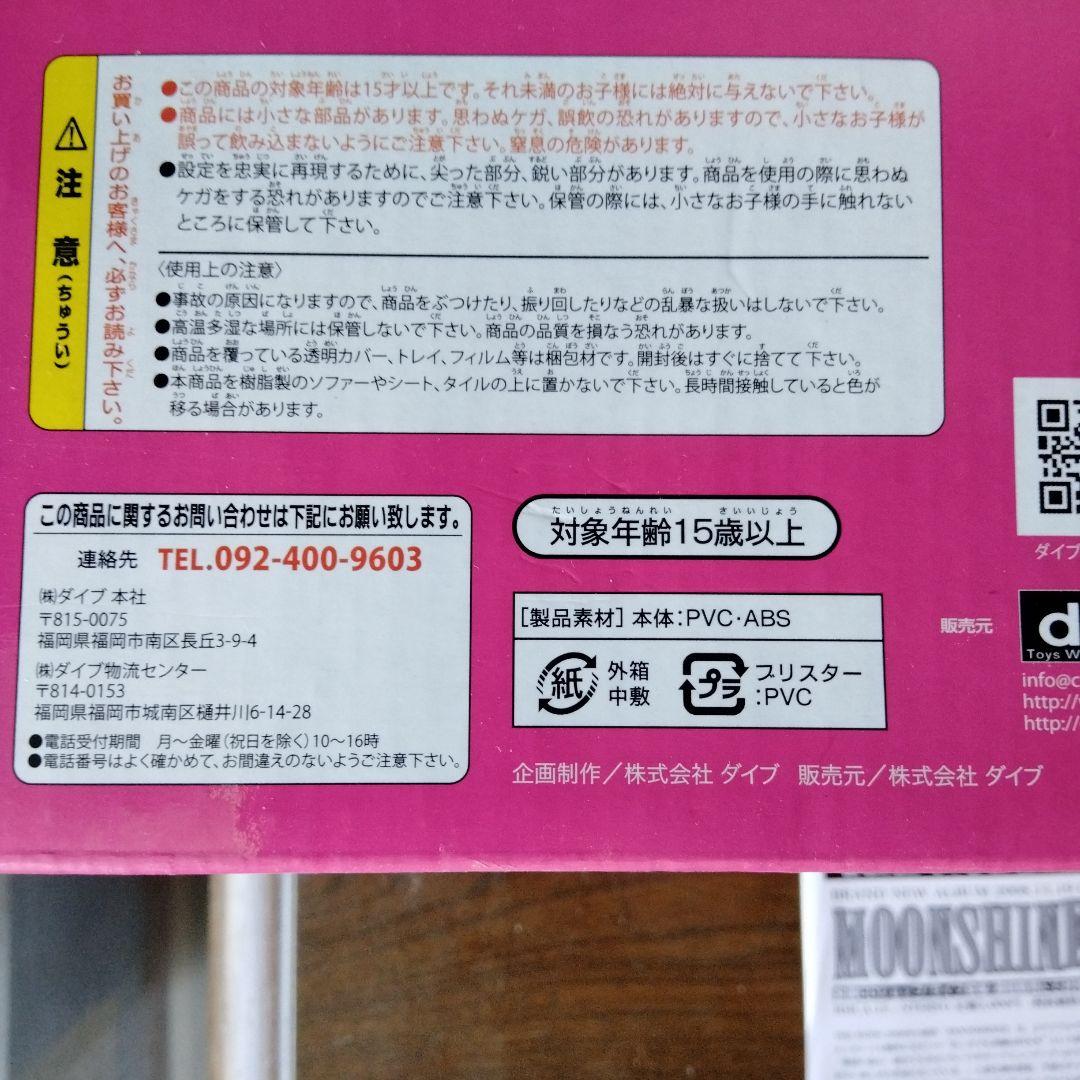 注意(ちゅうい)
お買い上げのお客様へ、必ずお読み下さい。
●この商品の対象年齢は15才以上です。それ未満のお子様には絶対に与えないで下さい。
●商品には小さな部品があります。思わぬケガ、誤飲の恐れがありますので、小さなお子様が
誤って飲み込まないようにご注意下さい。窒息の危険があります。
●設定を忠実に再現するために、尖った部分、鋭い部分があります。商品を使用の際に思わぬ
ケガをする恐れがありますのでご注意下さい。保管の際には、小さなお子様の手に触れない
ところに保管して下さい。
〈使用上の注意〉
●事故の原因になりますので、商品をぶつけたり、振り回したりなどの乱暴な扱いはしないで下さい。
●高温多湿な場所には保管しないで下さい。商品の品質を損なう恐れがあります。
●商品を覆っている透明カバー、トレイ、フィルム等は梱包材です。開封後はすぐに捨てて下さい。
●本商品を樹脂製のソファーやシート、タイルの上に置かないで下さい。長時間接触していると色が
移る場合があります。
この商品に関するお問い合わせは下記にお願い致します。
連絡先 TEL.092-400-9603
㈱ダイブ 本社
〒815-0075
福岡県福岡市南区長丘3-9-4
㈱ダイブ物流センター
〒814-0153
福岡県福岡市城南区樋井川6-14-28
●電話受付期間 月～金曜(祝日を除く)10～16時
●電話番号はよく確かめて、お間違えのないようご注意下さい。
たいしょうねんれい さいいじょう
対象年齢15歳以上
[製品素材] 本体:PVC・ABS
紙 外箱
中敷
プラ ブリスター
:PVC
企画制作／株式会社 ダイブ 販売元／株式会社 ダイブ
ダイブ
販売元
d
Toys W
info@c
http://
http://
MOONSHINE